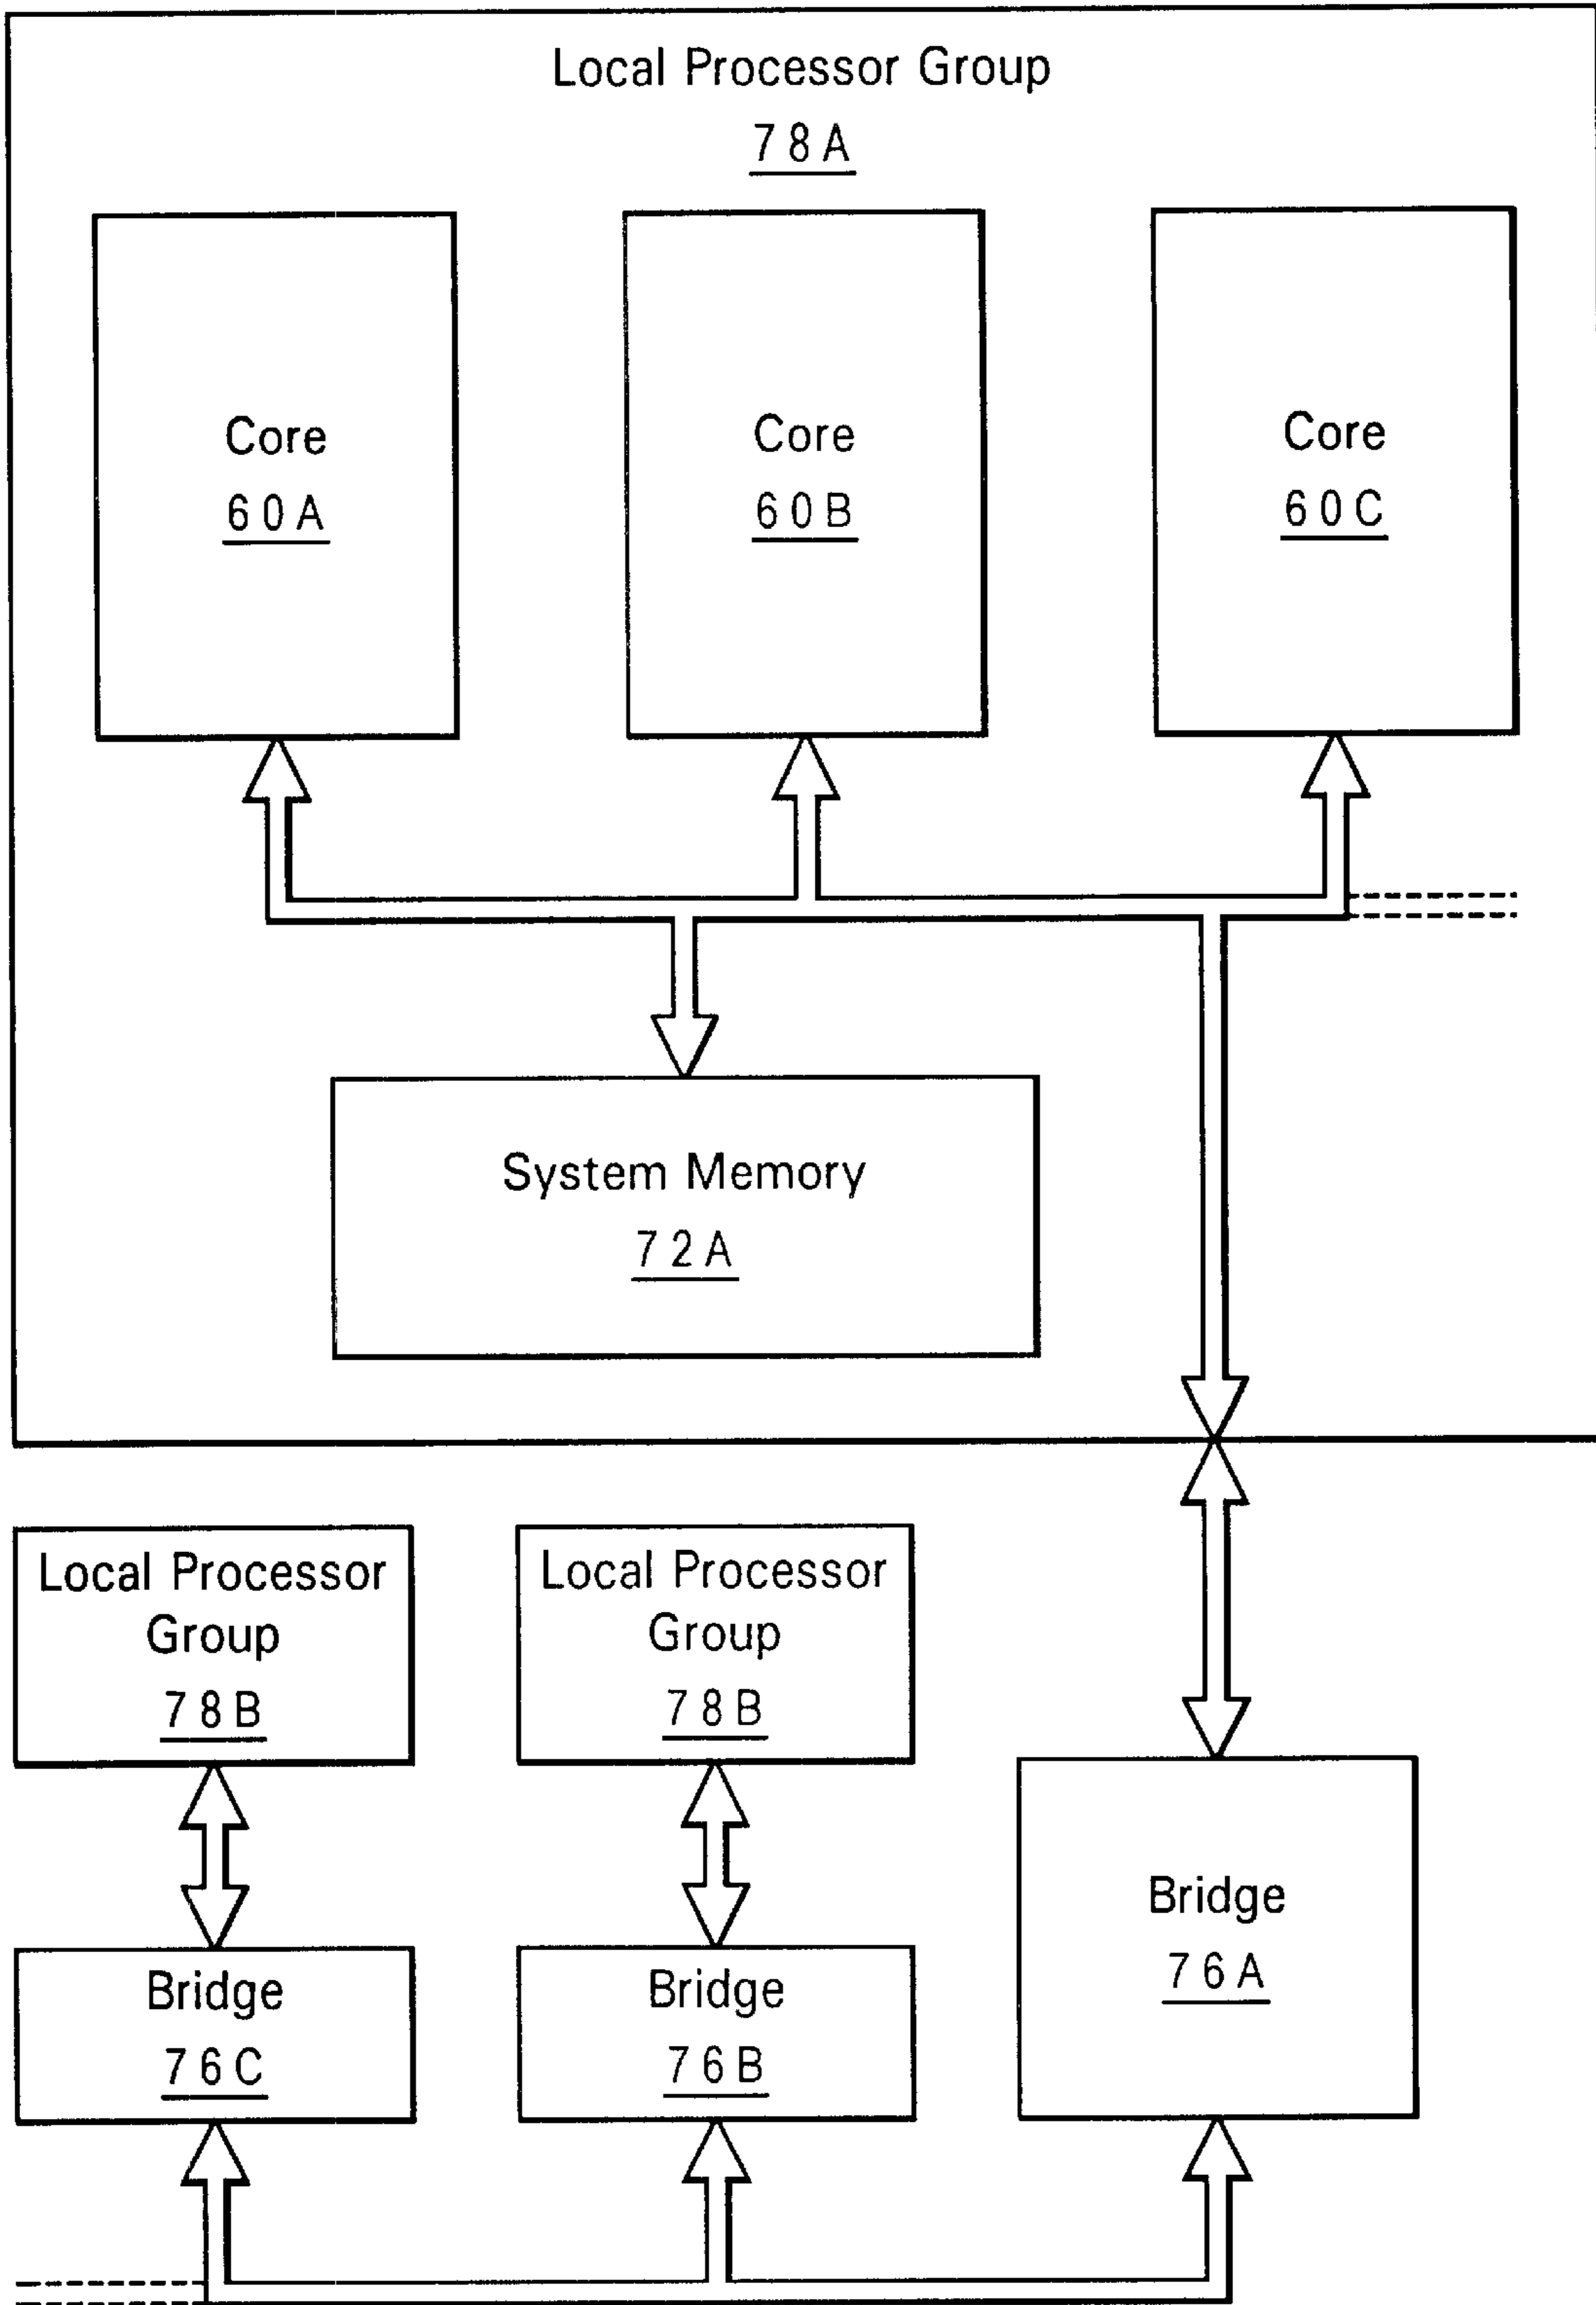 Local Processor Group
78A
Core
60A
Core
60B
Core
60C
System Memory
72A
Local Processor
Group
78B
Local Processor
Group
78B
Bridge
76A
Bridge
76C
Bridge
76B